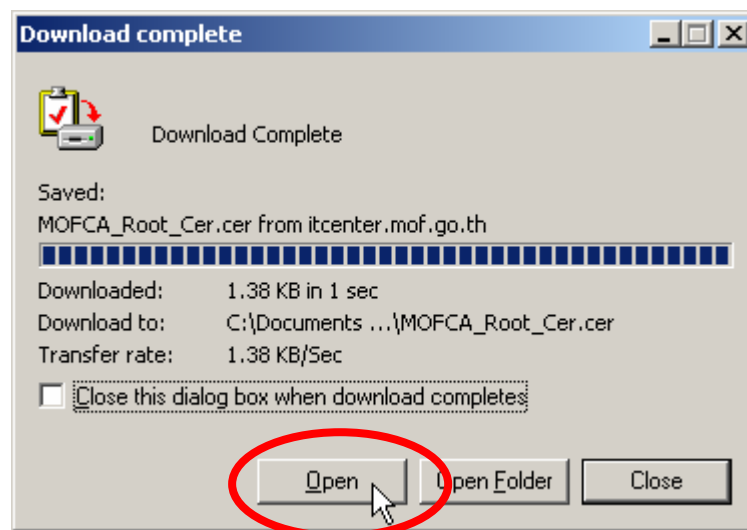 Download complete
Download Complete
Saved:
MOFCA_Root_Cer.cer from itcenter.mof.go.th
Downloaded: 1.38 KB in 1 sec
Download to: C:\Documents ...\MOFCA_Root_Cer.cer
Transfer rate: 1.38 KB/Sec
Close this dialog box when download completes
Open Open Folder Close